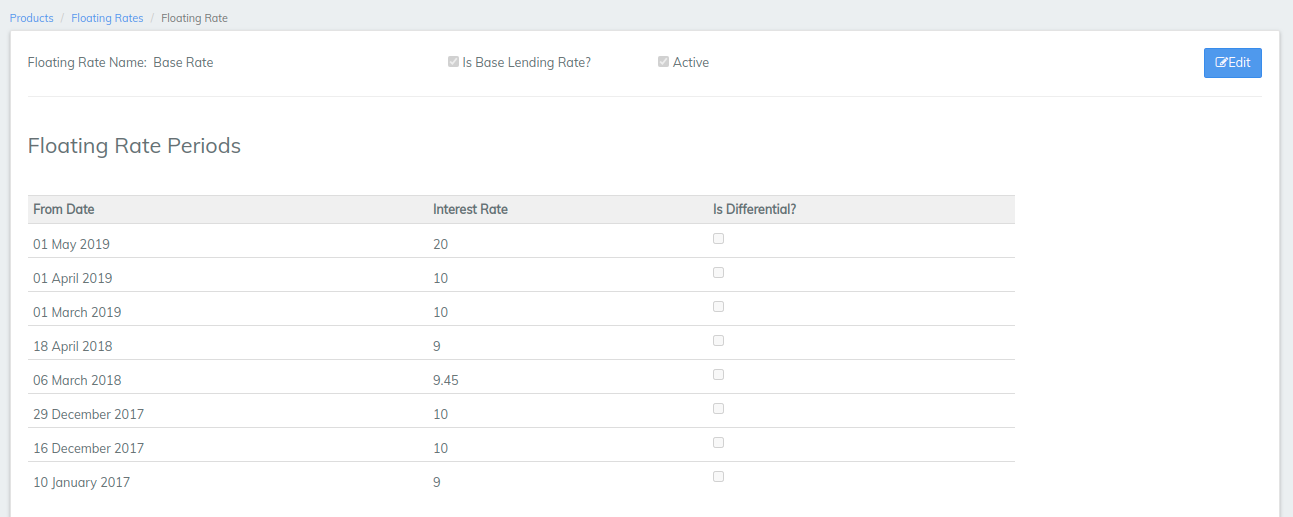 Products / Floating Rates / Floating Rate
Floating Rate Name: Base Rate Is Base Lending Rate? Active Edit
Floating Rate Periods
From Date Interest Rate Is Differential?
01 May 2019 20
01 April 2019 10
01 March 2019 10
18 April 2018 9
06 March 2018 9.45
29 December 2017 10
16 December 2017 10
10 January 2017 9